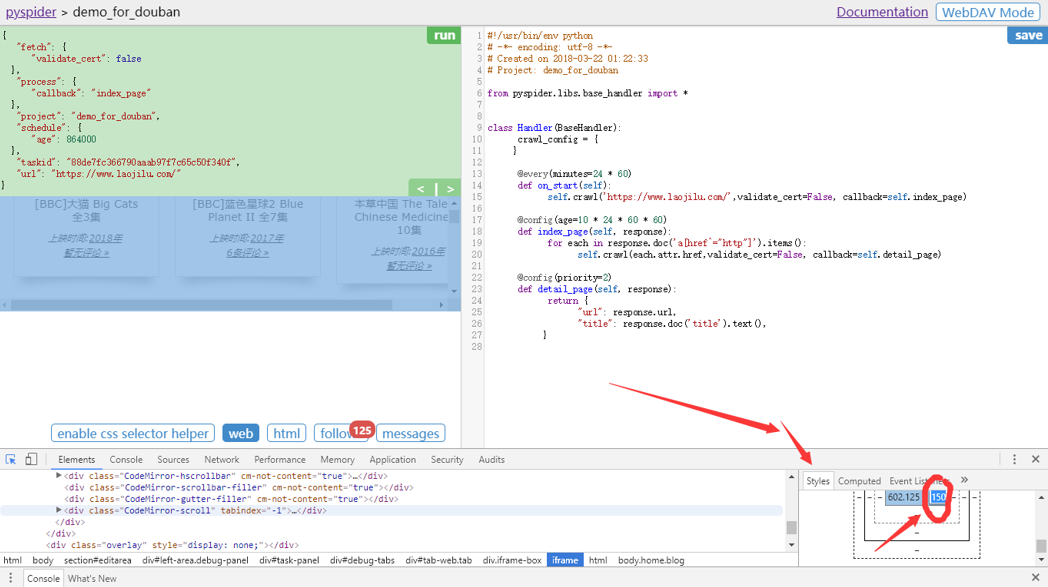 pyspider > demo_for_douban
Documentation
WebDAV Mode
{
"fetch": {
"validate_cert": false
},
"process": {
"callback": "index_page"
},
"project": "demo_for_douban",
"schedule": {
"age": 864000
},
"taskid": "88de7fc366790aaab97f7c65c50f340f",
"url": "https://www.laojilu.com/"
}
run
< | >
[BBC]大猫 Big Cats
全3集
上映时间:2018年
暂无评论 »
[BBC]蓝色星球2 Blue
Planet II 全7集
上映时间:2017年
6条评论 »
本草中国 The Tale
Chinese Medicine
10集
上映时间:2016年
暂无评论 »
enable css selector helper
web
html
follow
125
messages
save
1 #!/usr/bin/env python
2 # -*- encoding: utf-8 -*-
3 # Created on 2018-03-22 01:22:33
4 # Project: demo_for_douban
5
6 from pyspider.libs.base_handler import *
7
8
9 class Handler(BaseHandler):
10 crawl_config = {
11 }
12
13 @every(minutes=24 * 60)
14 def on_start(self):
15 self.crawl('https://www.laojilu.com/',validate_cert=False, callback=self.index_page)
16
17 @config(age=10 * 24 * 60 * 60)
18 def index_page(self, response):
19 for each in response.doc('a[href^="http"]').items():
20 self.crawl(each.attr.href,validate_cert=False, callback=self.detail_page)
21
22 @config(priority=2)
23 def detail_page(self, response):
24 return {
25 "url": response.url,
26 "title": response.doc('title').text(),
27 }
28
Elements Console Sources Network Performance Memory Application Security Audits
▶<div class="CodeMirror-hscrollbar" cm-not-content="true">…</div>
<div class="CodeMirror-scrollbar-filler" cm-not-content="true"></div>
<div class="CodeMirror-gutter-filler" cm-not-content="true"></div>
▶<div class="CodeMirror-scroll" tabindex="-1">…</div>
</div>
</div>
<div class="overlay" style="display: none;"></div>
html body section#editarea div#left-area.debug-panel div#task-panel div#debug-tabs div#tab-web.tab div.iframe-box iframe html body.home.blog
Styles Computed Event Listeners »
602.125 150
–
–
Console What's New